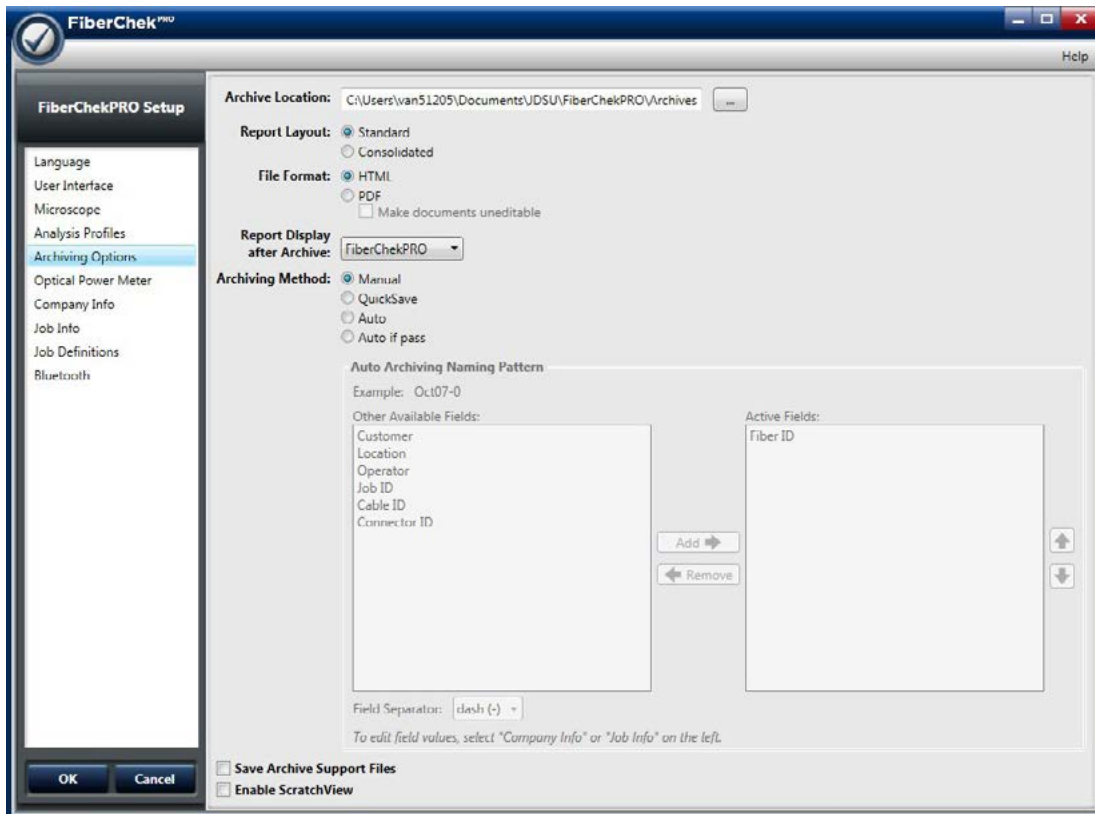 FiberChekPRO
Help
FiberChekPRO Setup
Language
User Interface
Microscope
Analysis Profiles
Archiving Options
Optical Power Meter
Company Info
Job Info
Job Definitions
Bluetooth
OK
Cancel
Archive Location: C:\Users\van51205\Documents\JDSU\FiberChekPRO\Archives ...
Report Layout: Standard
Consolidated
File Format: HTML
PDF
Make documents uneditable
Report Display
after Archive: FiberChekPRO
Archiving Method: Manual
QuickSave
Auto
Auto if pass
Auto Archiving Naming Pattern
Example: Oct07-0
Other Available Fields:
Customer
Location
Operator
Job ID
Cable ID
Connector ID
Add
Remove
Active Fields:
Fiber ID
Field Separator: dash (-)
To edit field values, select "Company Info" or "Job Info" on the left.
Save Archive Support Files
Enable ScratchView